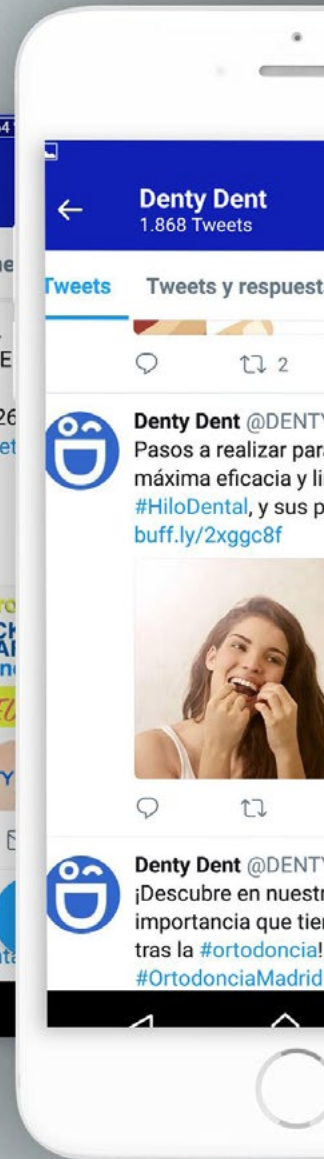 Denty Dent
1.868 Tweets
Tweets
Tweets y respuest
2
Denty Dent @DENTY
Pasos a realizar par
máxima eficacia y li
#HiloDental, y sus p
buff.ly/2xggc8f
Denty Dent @DENTY
¡Descubre en nuestr
importancia que tie
tras la #ortodoncia!
#OrtodonciaMadrid